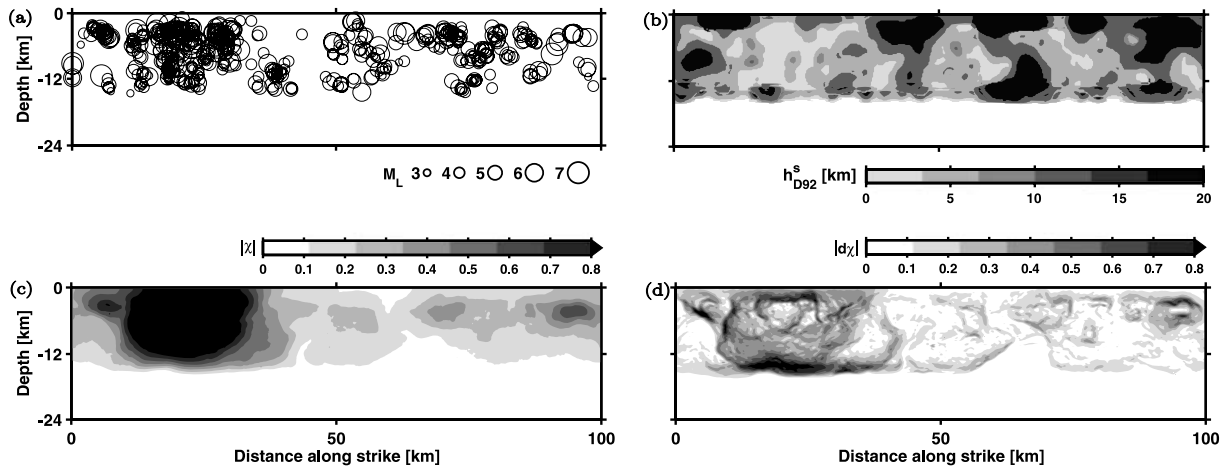 (a)
0
-12
-24
Depth [km]
M_L 3 4 5 6 7
(b)
h^s_D92 [km]
0 5 10 15 20
|χ|
0 0.1 0.2 0.3 0.4 0.5 0.6 0.7 0.8
|dχ|
0 0.1 0.2 0.3 0.4 0.5 0.6 0.7 0.8
(c)
0
-12
-24
Depth [km]
0 50 100
Distance along strike [km]
(d)
0 50 100
Distance along strike [km]